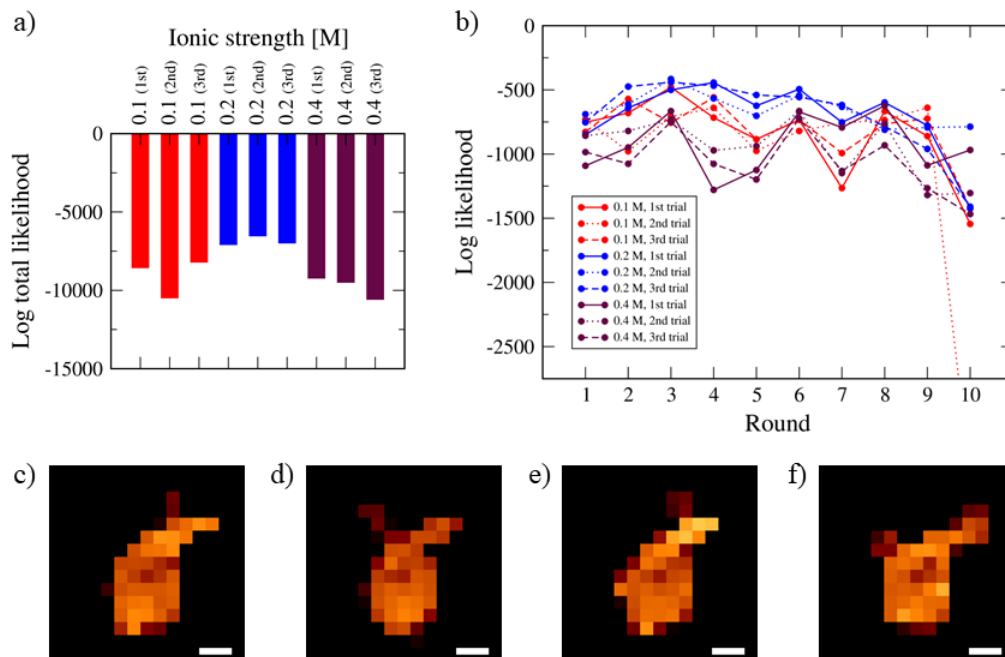 a)
Ionic strength [M]
0.1 (1st)
0.1 (2nd)
0.1 (3rd)
0.2 (1st)
0.2 (2nd)
0.2 (3rd)
0.4 (1st)
0.4 (2nd)
0.4 (3rd)
Log total likelihood
0
-5000
-10000
-15000
b)
Log likelihood
0
-500
-1000
-1500
-2000
-2500
0.1 M, 1st trial
0.1 M, 2nd trial
0.1 M, 3rd trial
0.2 M, 1st trial
0.2 M, 2nd trial
0.2 M, 3rd trial
0.4 M, 1st trial
0.4 M, 2nd trial
0.4 M, 3rd trial
1 2 3 4 5 6 7 8 9 10
Round
c)
d)
e)
f)